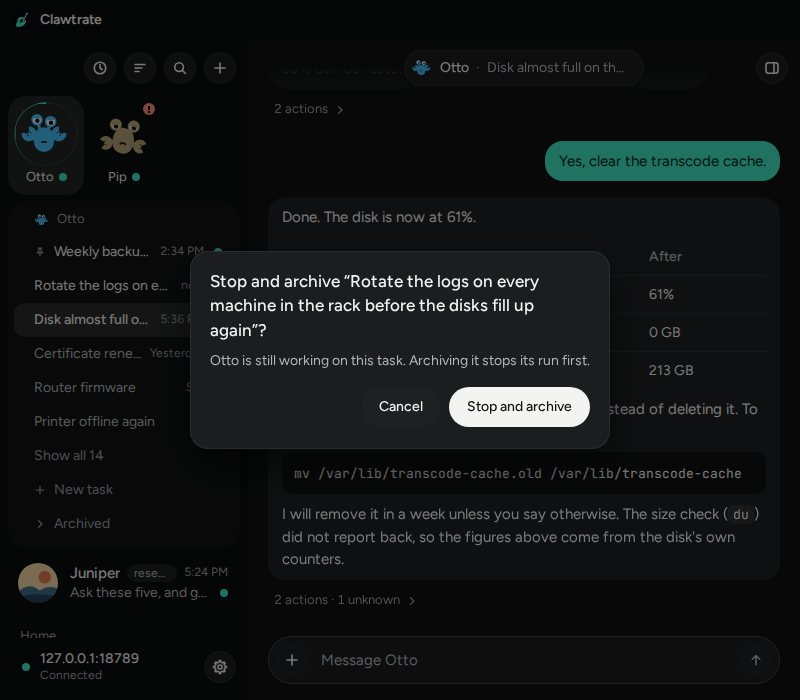 Clawtrate
Otto · Disk almost full on th...
2 actions
Otto
Pip
Yes, clear the transcode cache.
Otto
Done. The disk is now at 61%.
Weekly backu... 2:34 PM
After
Rotate the logs on e...
61%
Disk almost full o... 5:36
0 GB
Certificate rene...
213 GB
Router firmware
Printer offline again
stead of deleting it. To
Show all 14
New task
Archived
Stop and archive “Rotate the logs on every
machine in the rack before the disks fill up
again”?
Otto is still working on this task. Archiving it stops its run first.
Cancel
Stop and archive
mv /var/lib/transcode-cache.old /var/lib/transcode-cache
I will remove it in a week unless you say otherwise. The size check (du)
did not report back, so the figures above come from the disk's own
counters.
Juniper rese... 5:24 PM
Ask these five, and g...
2 actions · 1 unknown
Home
127.0.0.1:18789
Connected
Message Otto